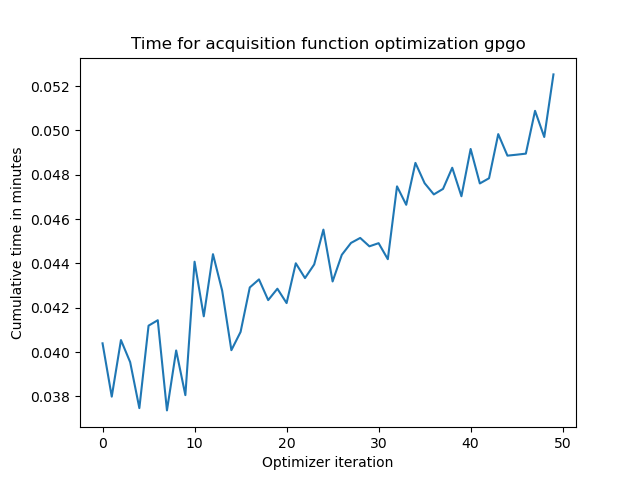 Time for acquisition function optimization gpgo
0.052
0.050
0.048
0.046
0.044
0.042
0.040
0.038
Cumulative time in minutes
0 10 20 30 40 50
Optimizer iteration